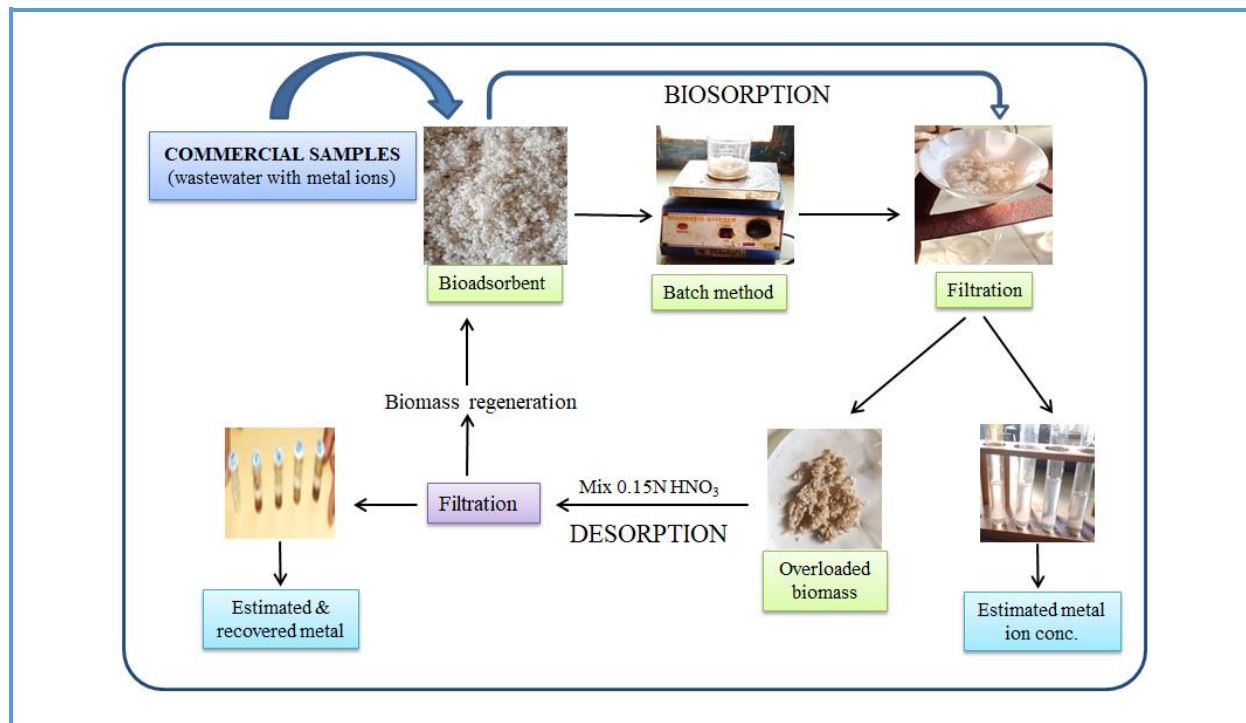 BIOSORPTION
COMMERCIAL SAMPLES
(wastewater with metal ions)
Bioadsorbent
Batch method
Filtration
Biomass regeneration
Mix 0.15N HNO₃
Filtration
DESORPTION
Overloaded
biomass
Estimated &
recovered metal
Estimated metal
ion conc.